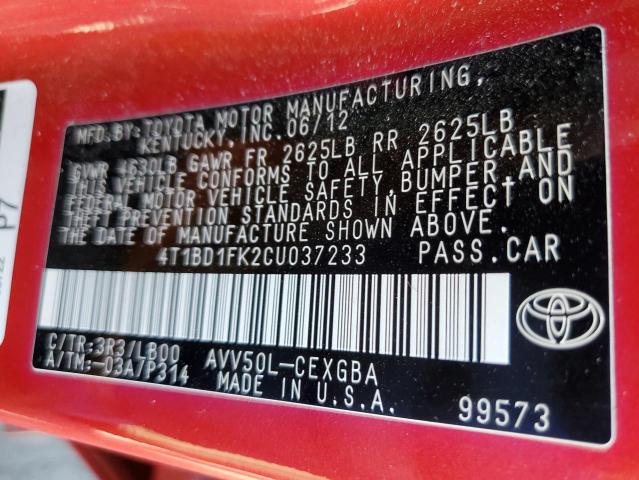 MFD. BY: TOYOTA MOTOR MANUFACTURING,
KENTUCKY, INC. 06/12
GVWR 4630LB GAWR FR 2625LB RR 2625LB
THIS VEHICLE CONFORMS TO ALL APPLICABLE
FEDERAL MOTOR VEHICLE SAFETY, BUMPER, AND
THEFT PREVENTION STANDARDS IN EFFECT ON
THE DATE OF MANUFACTURE SHOWN ABOVE.
4T1BD1FK2CU037233 PASS.CAR
C/TR:3R3/LB00 AVV50L-CEXGBA
A/TM:-03A/P314 MADE IN U.S.A.
99573
P7